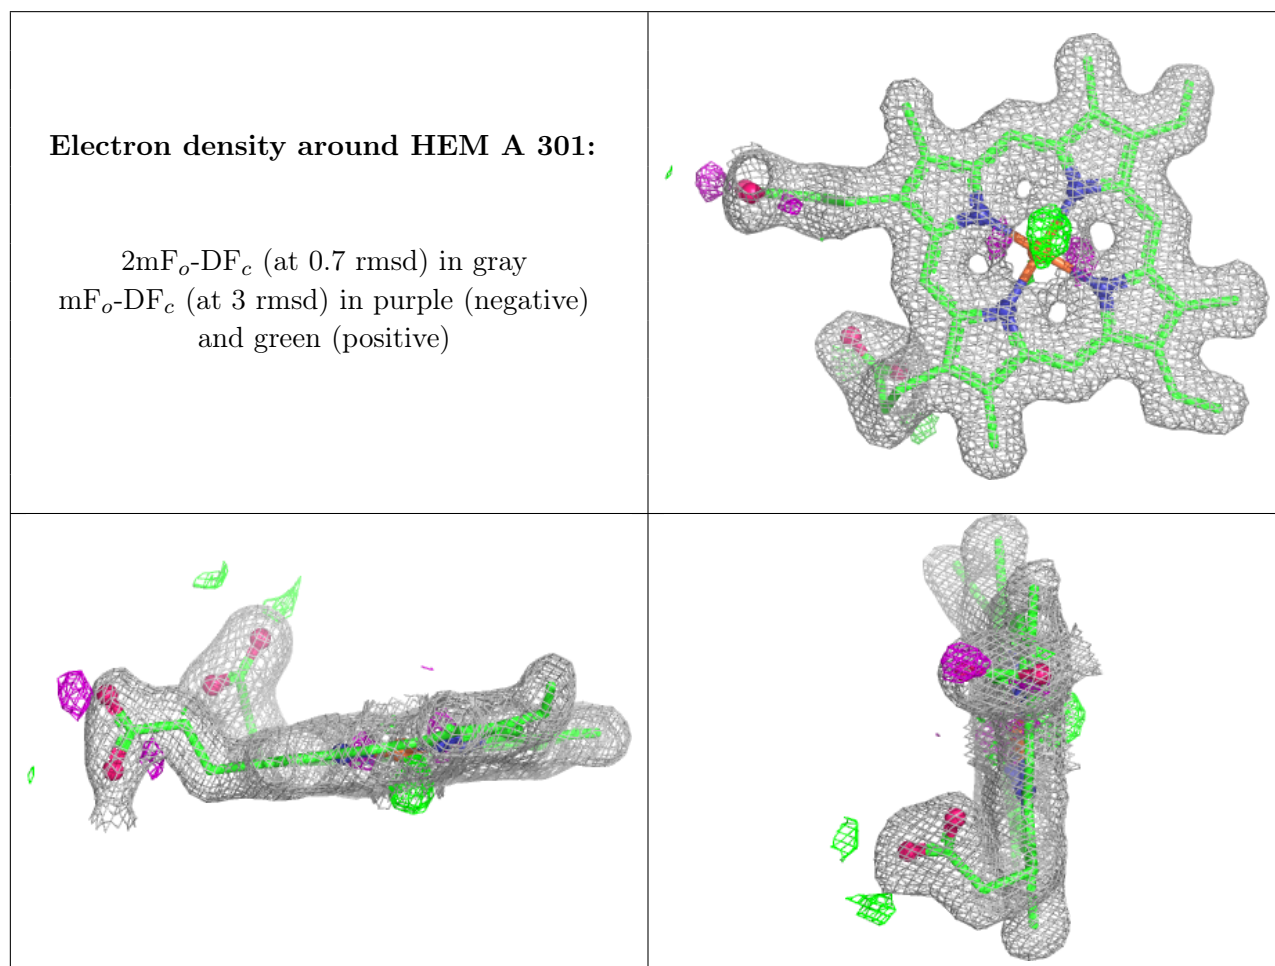 Electron density around HEM A 301:
2mFo-DFc (at 0.7 rmsd) in gray
mFo-DFc (at 3 rmsd) in purple (negative)
and green (positive)